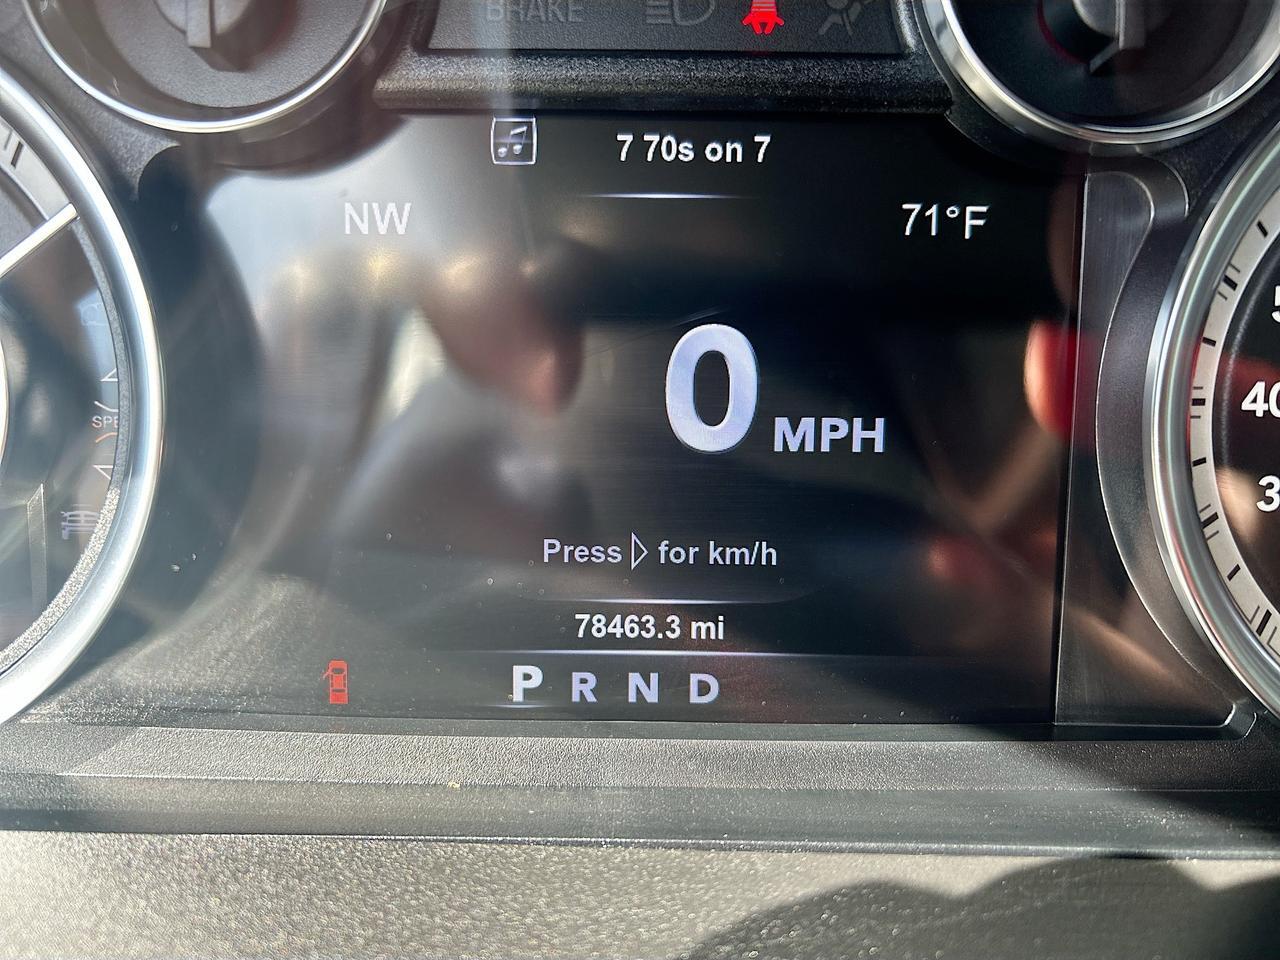 BRAKE
7 70s on 7
NW
71°F
0 MPH
Press ▷ for km/h
78463.3 mi
P R N D
40